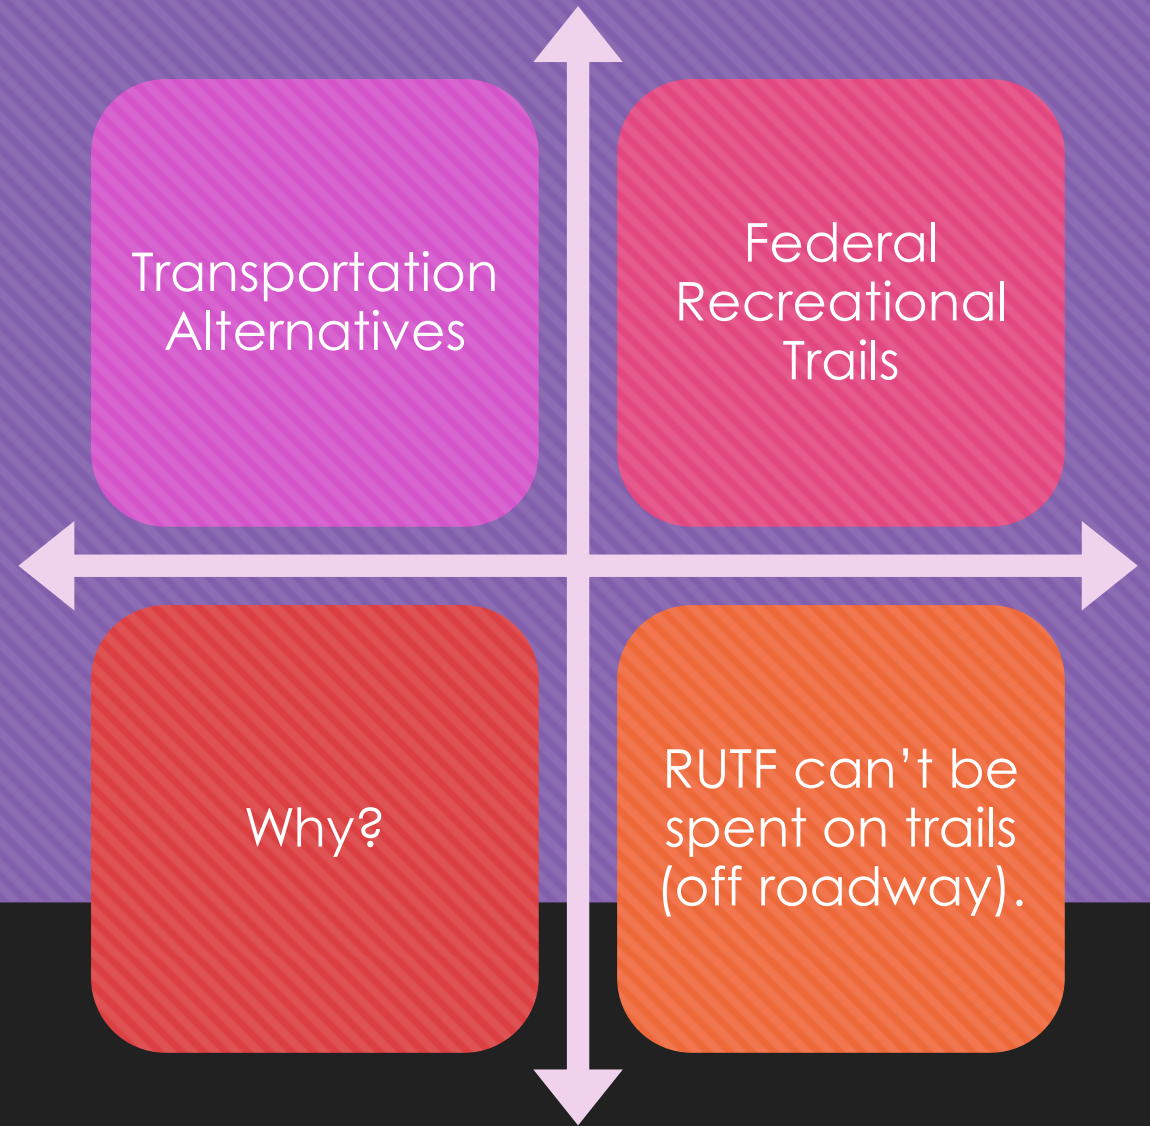 Transportation
Alternatives
Federal
Recreational
Trails
Why?
RUTF can’t be
spent on trails
(off roadway).